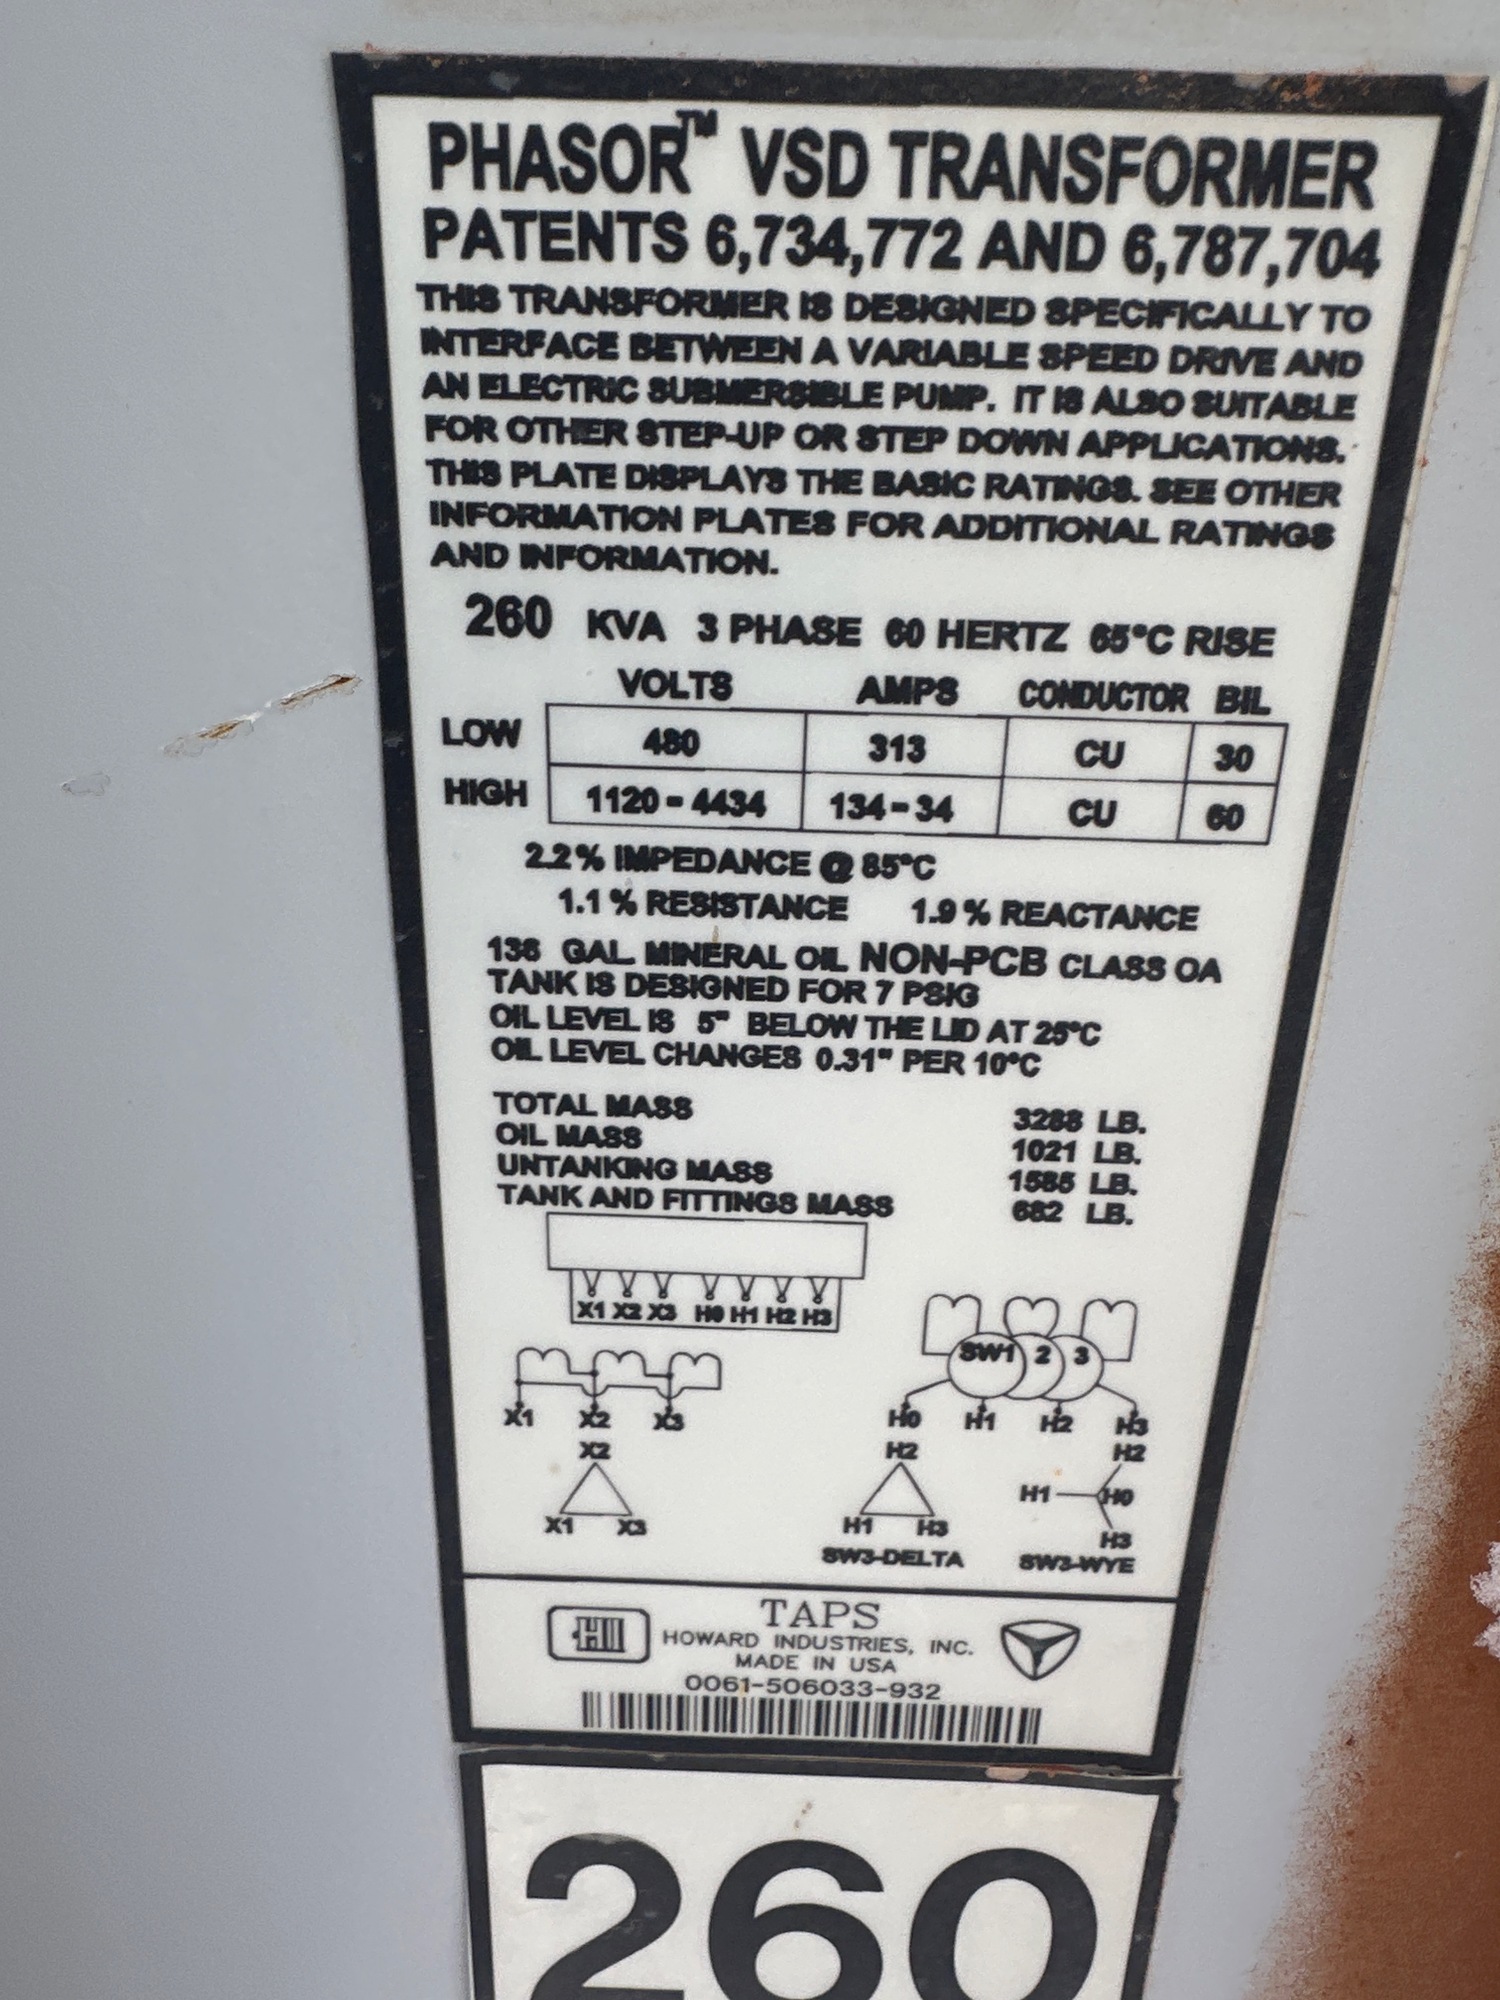 PHASOR™ VSD TRANSFORMER
PATENTS 6,734,772 AND 6,787,704
THIS TRANSFORMER IS DESIGNED SPECIFICALLY TO
INTERFACE BETWEEN A VARIABLE SPEED DRIVE AND
AN ELECTRIC SUBMERSIBLE PUMP. IT IS ALSO SUITABLE
FOR OTHER STEP-UP OR STEP DOWN APPLICATIONS.
THIS PLATE DISPLAYS THE BASIC RATINGS. SEE OTHER
INFORMATION PLATES FOR ADDITIONAL RATINGS
AND INFORMATION.
260 KVA 3 PHASE 60 HERTZ 65°C RISE
VOLTS AMPS CONDUCTOR BIL
LOW 480 313 CU 30
HIGH 1120-4434 134-34 CU 60
2.2% IMPEDANCE @ 85°C
1.1% RESISTANCE 1.9% REACTANCE
136 GAL MINERAL OIL NON-PCB CLASS OA
TANK IS DESIGNED FOR 7 PSIG
OIL LEVEL IS 5" BELOW THE LID AT 25°C
OIL LEVEL CHANGES 0.31" PER 10°C
TOTAL MASS 3288 LB.
OIL MASS 1021 LB.
UNTANKING MASS 1585 LB.
TANK AND FITTINGS MASS 682 LB.
X1 X2 X3 H0 H1 H2 H3
SW1 2 3
X1 X2 X3
H0 H1 H2 H3
X2
X1 X3
H2
H1 H3
SW3-DELTA
H2
H1 H0
H3
SW3-WYE
HI
TAPS
HOWARD INDUSTRIES, INC.
MADE IN USA
0061-506033-932
260